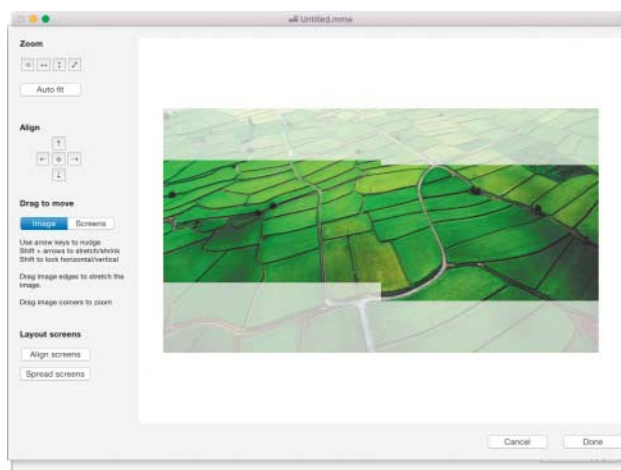 Untitled.mmw
Zoom
Auto fit
Align
Drag to move
Image Screens
Use arrow keys to nudge
Shift + arrows to stretch/shrink
Shift to lock horizontal/vertical
Drag image edges to stretch the
image.
Drag image corners to zoom
Layout screens
Align screens
Spread screens
Cancel Done